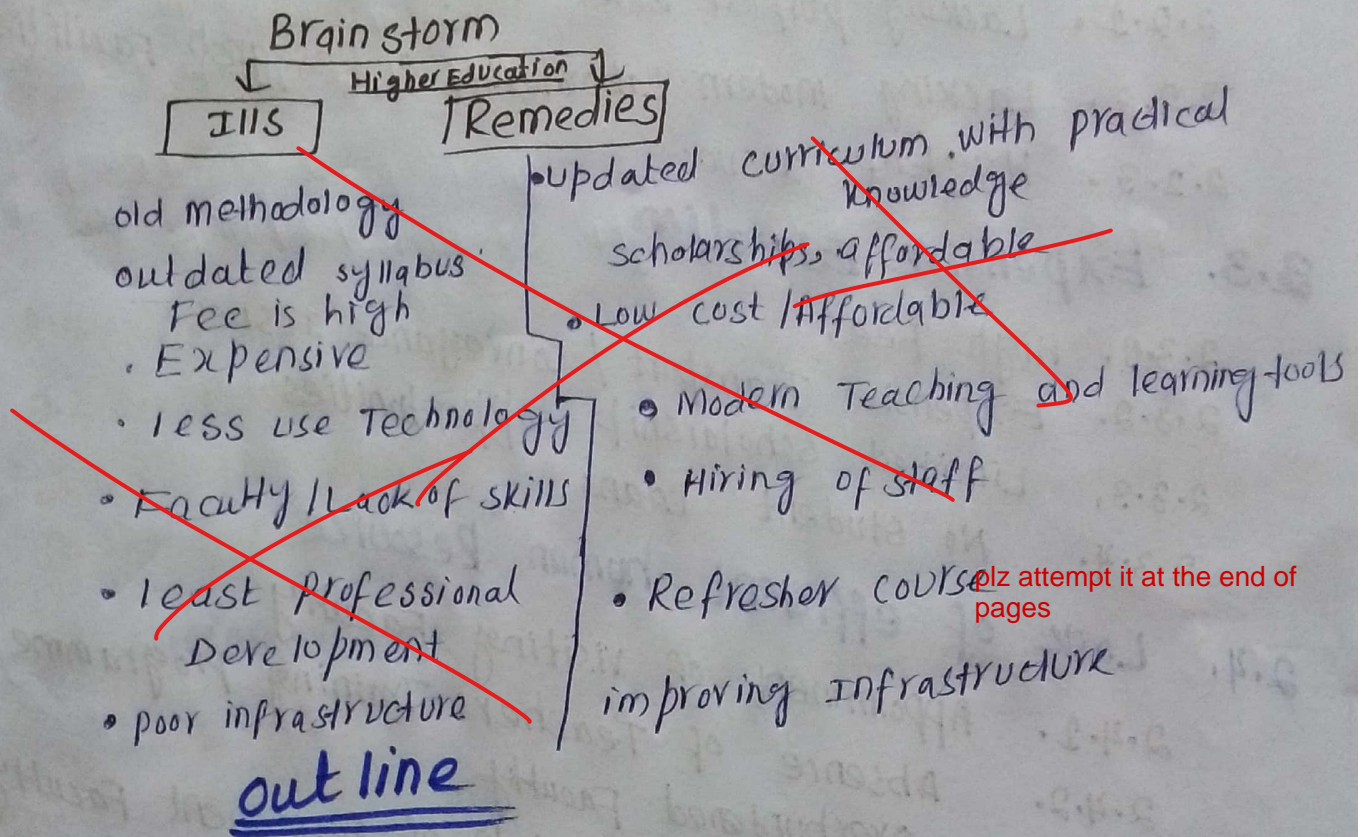 Brain storm
Higher Education
Ills
Remedies
old methodology
outdated syllabus
Fee is high
. Expensive
. less use Technology
• Faculty / Lack of skills
• least professional
Development
• poor infrastructure
• updated curriculum with practical
knowledge
scholarships, affordable
• Low cost / Affordable
• Modern Teaching and learning tools
• Hiring of staff
• Refresher course
improving Infrastructure
plz attempt it at the end of
pages
outline